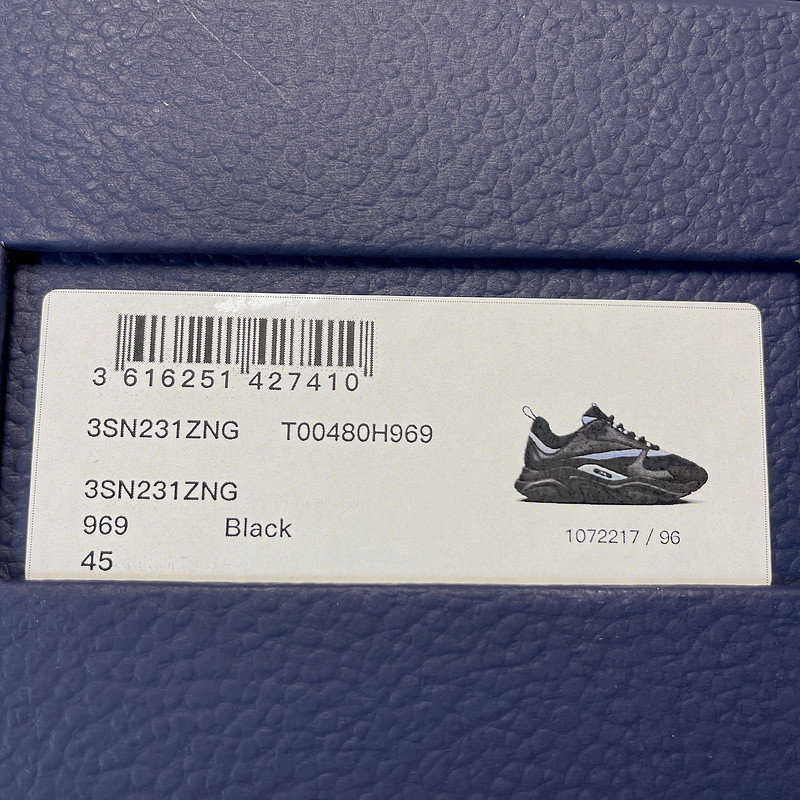 3 616251 427410
3SN231ZNG T00480H969
3SN231ZNG
969 Black
45
1072217 / 96